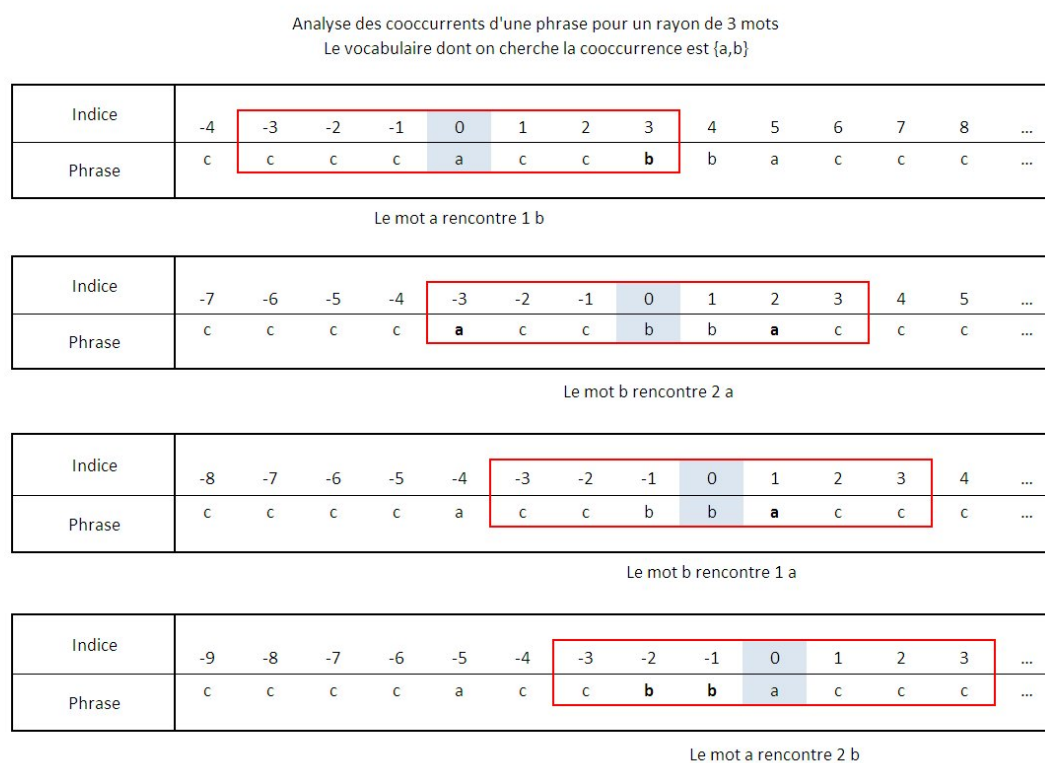 Analyse des cooccurrents d'une phrase pour un rayon de 3 mots
Le vocabulaire dont on cherche la cooccurrence est {a,b}
Indice -4 -3 -2 -1 0 1 2 3 4 5 6 7 8 ...
Phrase c c c c a c c b b a c c c ...
Le mot a rencontre 1 b
Indice -7 -6 -5 -4 -3 -2 -1 0 1 2 3 4 5 ...
Phrase c c c c a c c b b a c c c ...
Le mot b rencontre 2 a
Indice -8 -7 -6 -5 -4 -3 -2 -1 0 1 2 3 4 ...
Phrase c c c c a c c b b a c c c ...
Le mot b rencontre 1 a
Indice -9 -8 -7 -6 -5 -4 -3 -2 -1 0 1 2 3 ...
Phrase c c c c a c c b b a c c c ...
Le mot a rencontre 2 b